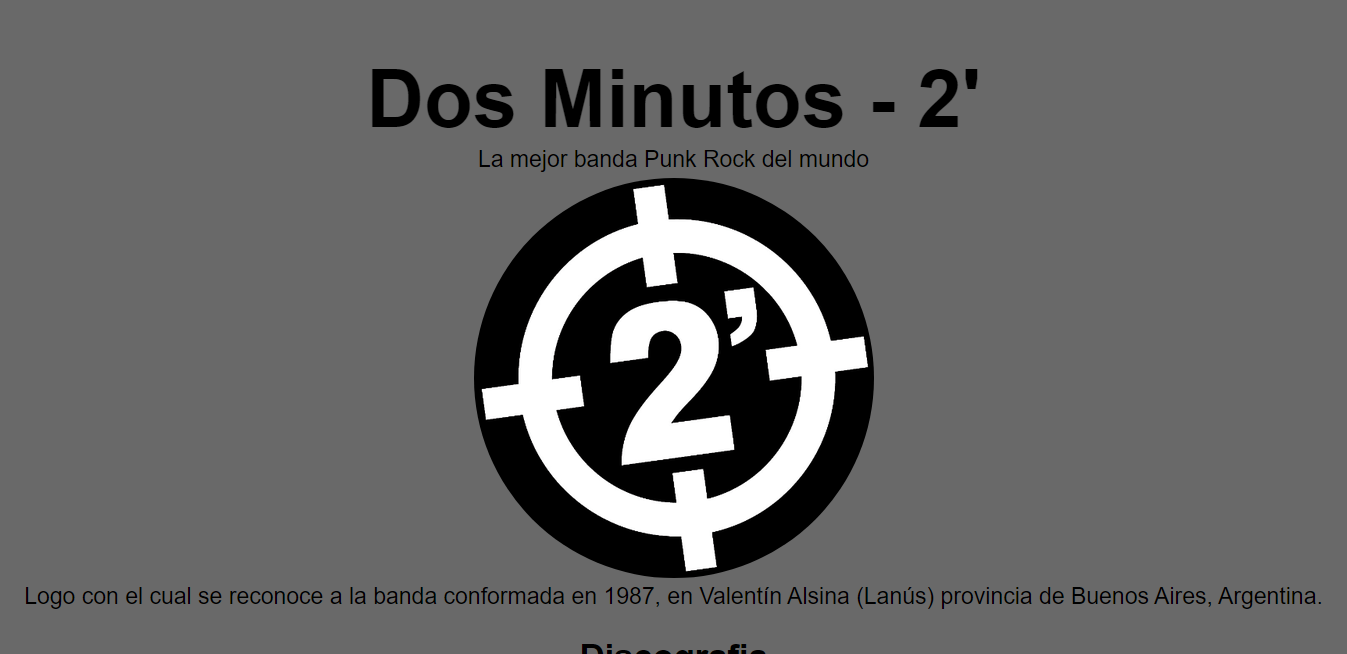 Dos Minutos - 2'
La mejor banda Punk Rock del mundo
2’
Logo con el cual se reconoce a la banda conformada en 1987, en Valentín Alsina (Lanús) provincia de Buenos Aires, Argentina.
Discografia